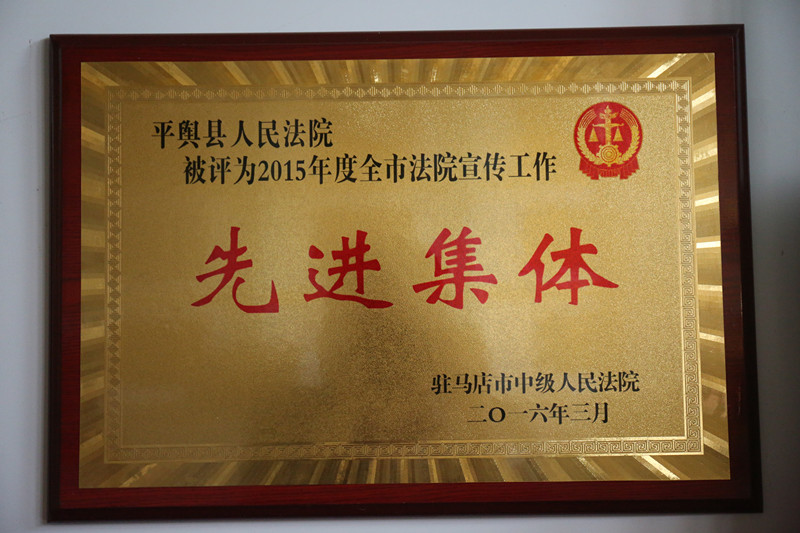 平舆县人民法院
被评为2015年度全市法院宣传工作
先进集体
驻马店市中级人民法院
二〇一六年三月